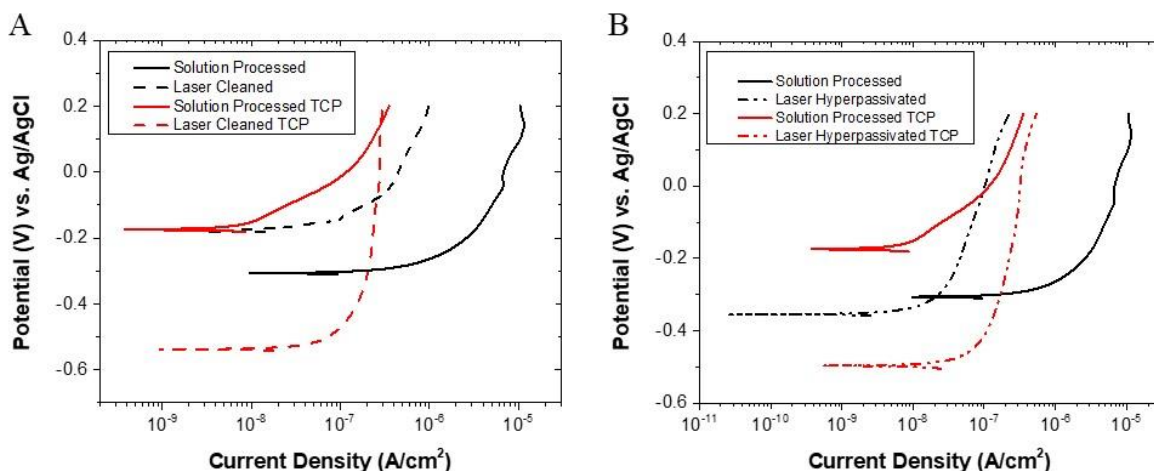 A
Potential (V) vs. Ag/AgCl
0.4
0.2
0.0
-0.2
-0.4
-0.6
Solution Processed
Laser Cleaned
Solution Processed TCP
Laser Cleaned TCP
10-9
10-8
10-7
10-6
10-5
Current Density (A/cm2)
B
Potential (V) vs. Ag/AgCl
0.4
0.2
0.0
-0.2
-0.4
-0.6
Solution Processed
Laser Hyperpassivated
Solution Processed TCP
Laser Hyperpassivated TCP
10-11
10-10
10-9
10-8
10-7
10-6
10-5
Current Density (A/cm2)